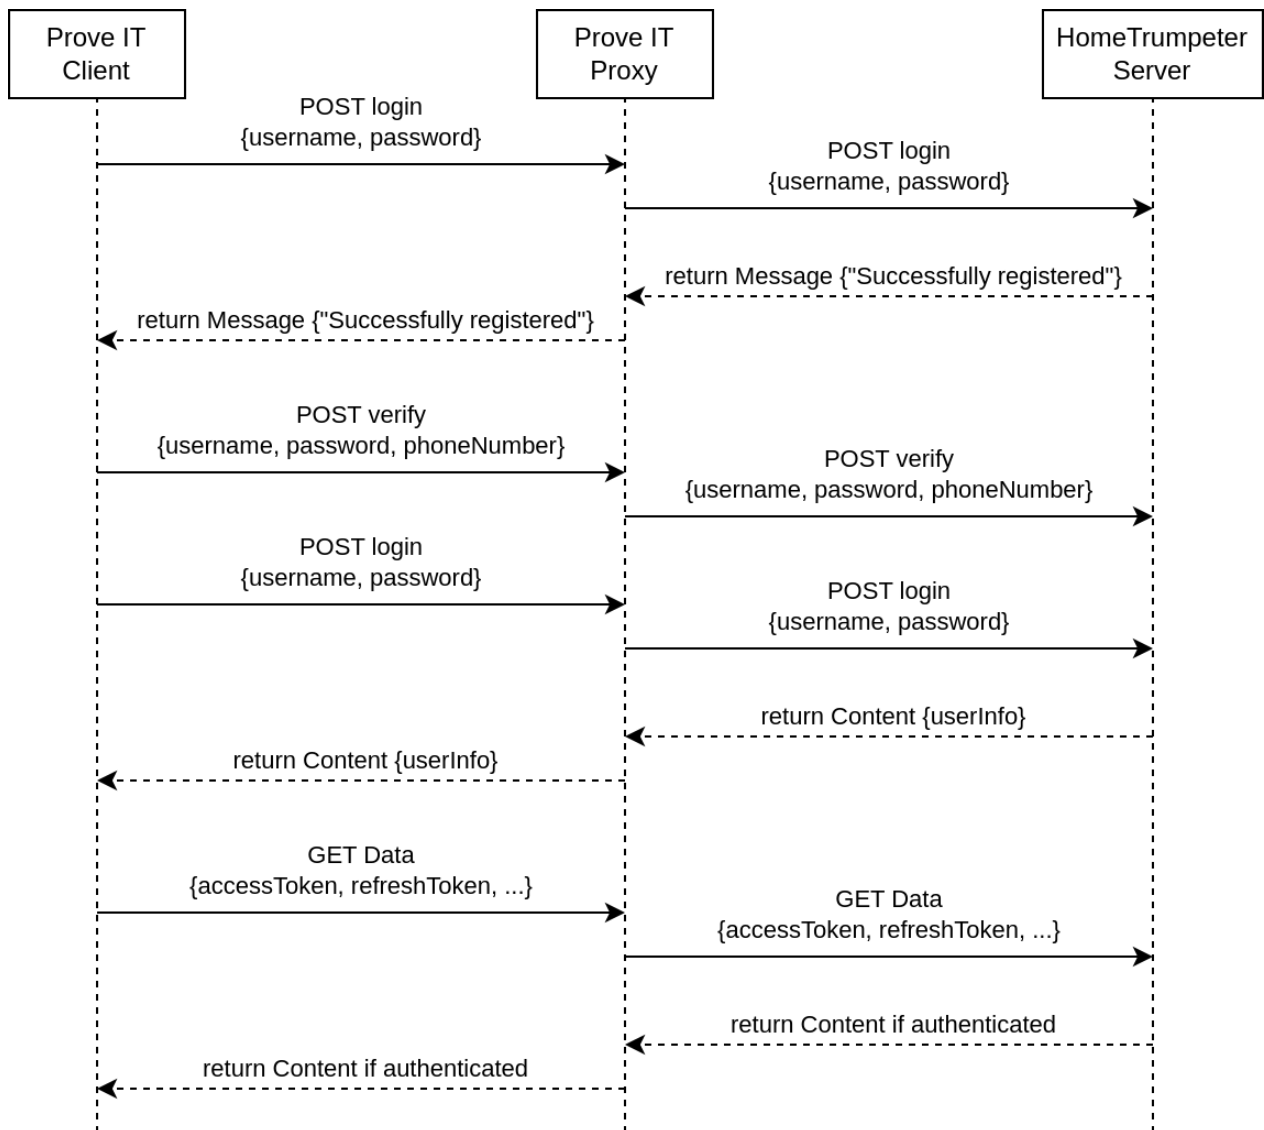 Prove IT
Client
Prove IT
Proxy
HomeTrumpeter
Server
POST login
{username, password}
POST login
{username, password}
return Message {"Successfully registered"}
return Message {"Successfully registered"}
POST verify
{username, password, phoneNumber}
POST verify
{username, password, phoneNumber}
POST login
{username, password}
POST login
{username, password}
return Content {userInfo}
return Content {userInfo}
GET Data
{accessToken, refreshToken, ...}
GET Data
{accessToken, refreshToken, ...}
return Content if authenticated
return Content if authenticated